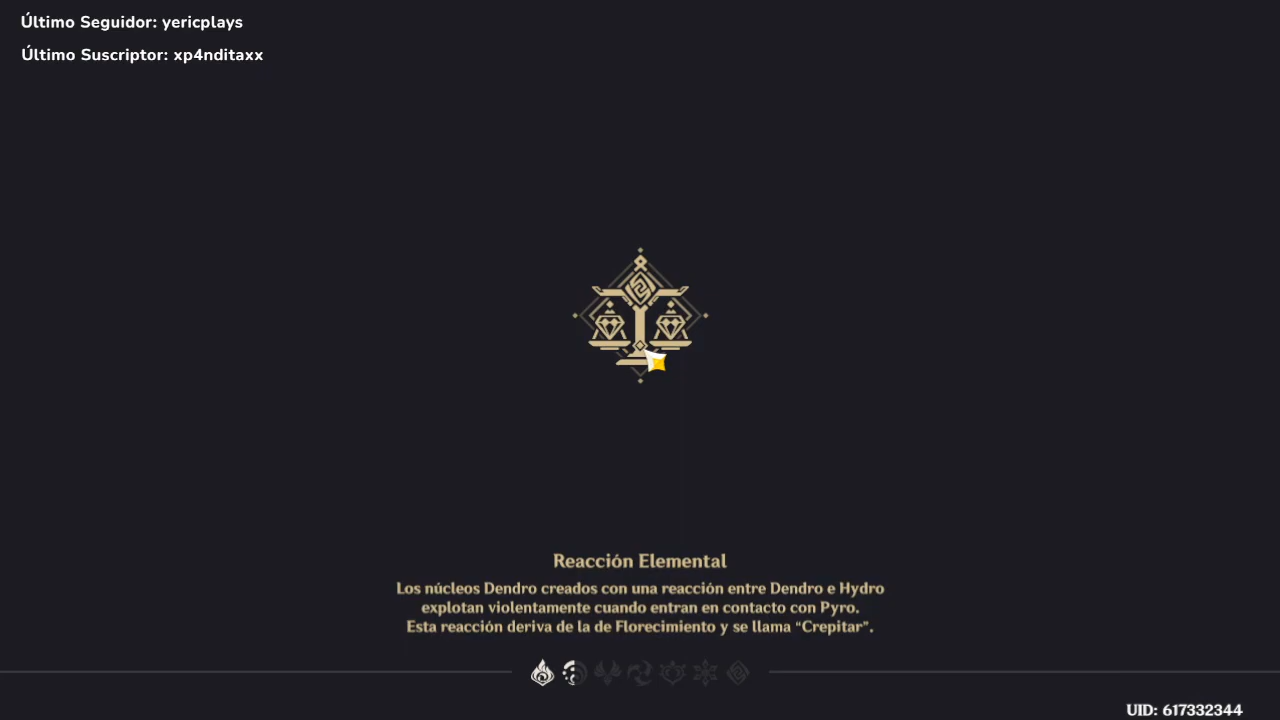 Último Seguidor: yericplays
Último Suscriptor: xp4nditaxx
Reacción Elemental
Los núcleos Dendro creados con una reacción entre Dendro e Hydro
explotan violentamente cuando entran en contacto con Pyro.
Esta reacción deriva de la de Florecimiento y se llama “Crepitar”.
UID: 617332344